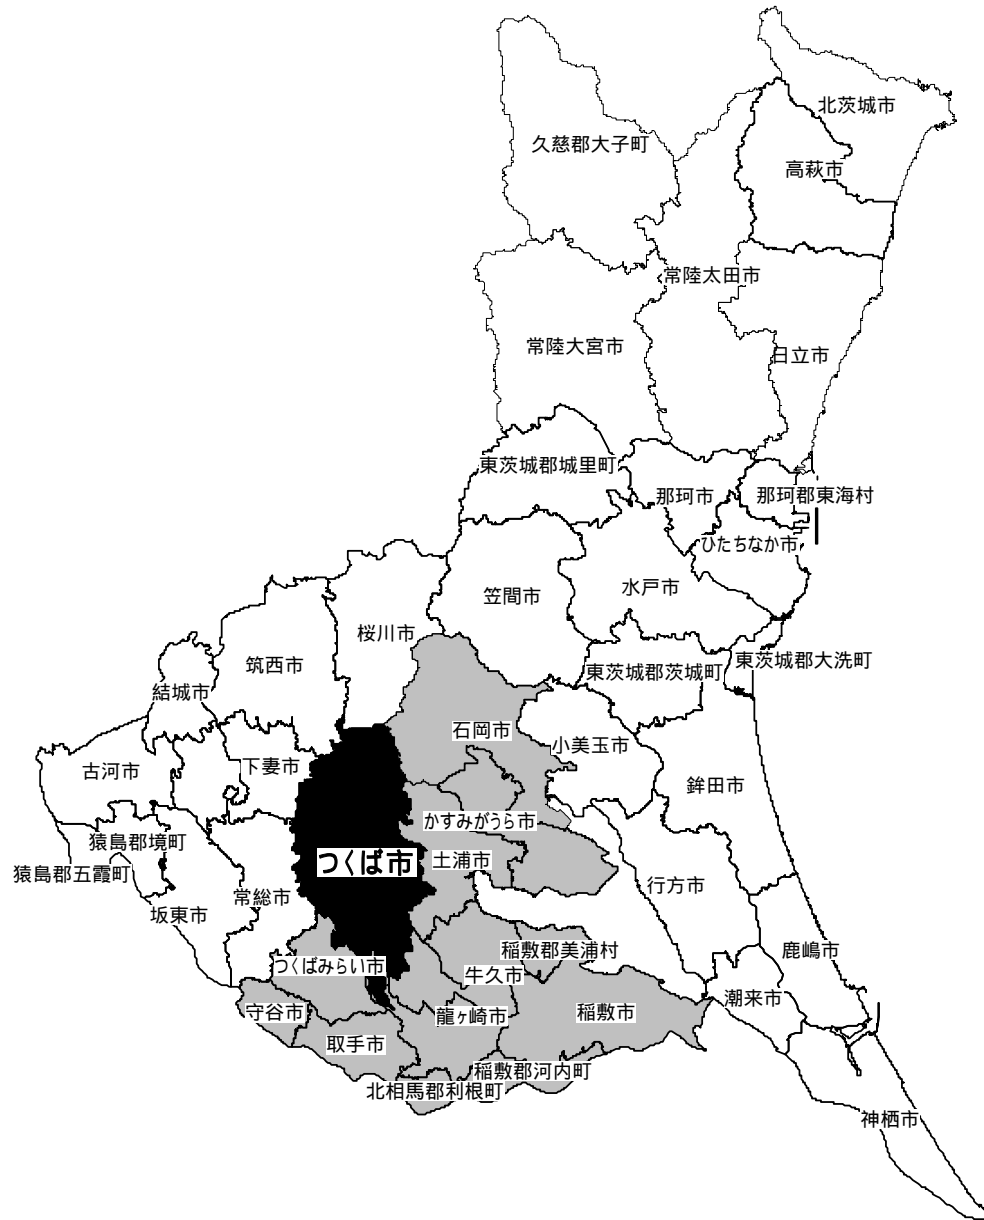 北茨城市
久慈郡大子町
高萩市
常陸太田市
常陸大宮市
日立市
東茨城郡城里町
那珂市
那珂郡東海村
ひたちなか市
水戸市
笠間市
桜川市
筑西市
東茨城郡大洗町
東茨城郡茨城町
結城市
石岡市
小美玉市
下妻市
古河市
鉾田市
かすみがうら市
猿島郡境町
つくば市
土浦市
猿島郡五霞町
行方市
常総市
坂東市
稲敷郡美浦村
鹿嶋市
つくばみらい市
牛久市
潮来市
守谷市
龍ヶ崎市
稲敷市
取手市
稲敷郡河内町
北相馬郡利根町
神栖市